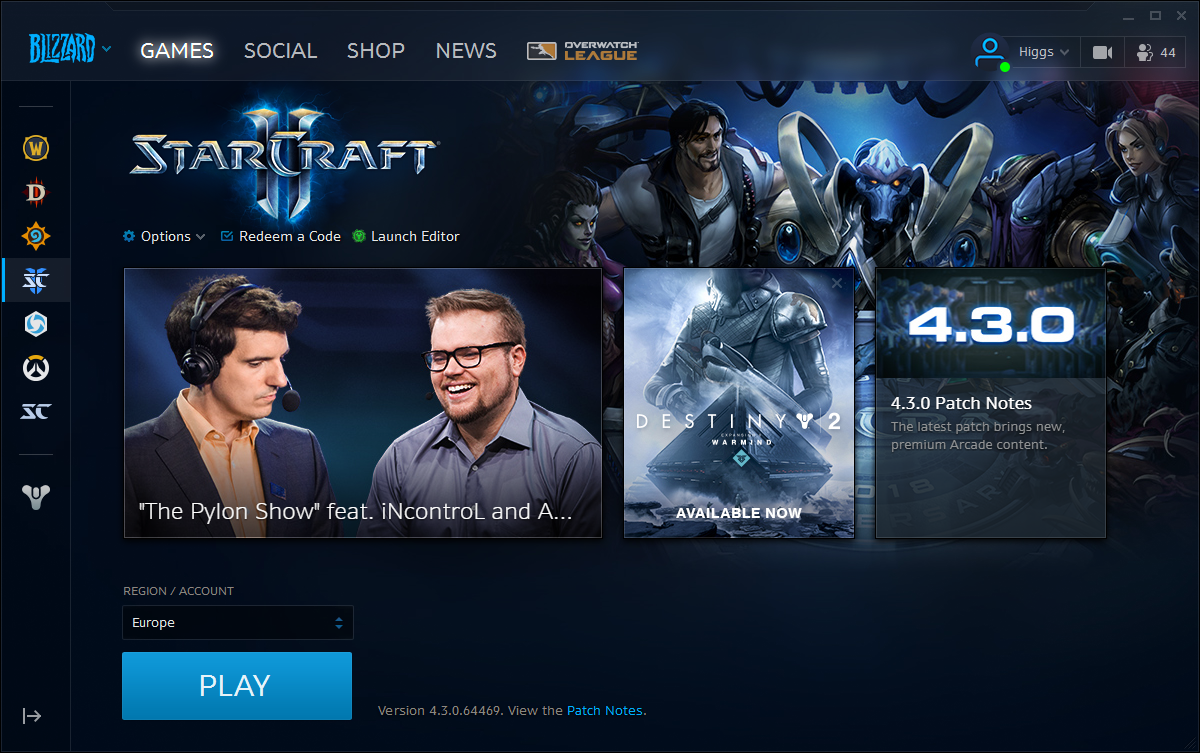 BLIZZARD
GAMES
SOCIAL
SHOP
NEWS
OVERWATCH
LEAGUE
Higgs
44
STARCRAFT
II
Options
Redeem a Code
Launch Editor
W
D
SC
SC
"The Pylon Show" feat. iNcontroL and A...
DESTINY 2
EXPANSION II
WARMIND
AVAILABLE NOW
4.3.0
4.3.0 Patch Notes
The latest patch brings new,
premium Arcade content.
REGION / ACCOUNT
Europe
PLAY
Version 4.3.0.64469. View the Patch Notes.